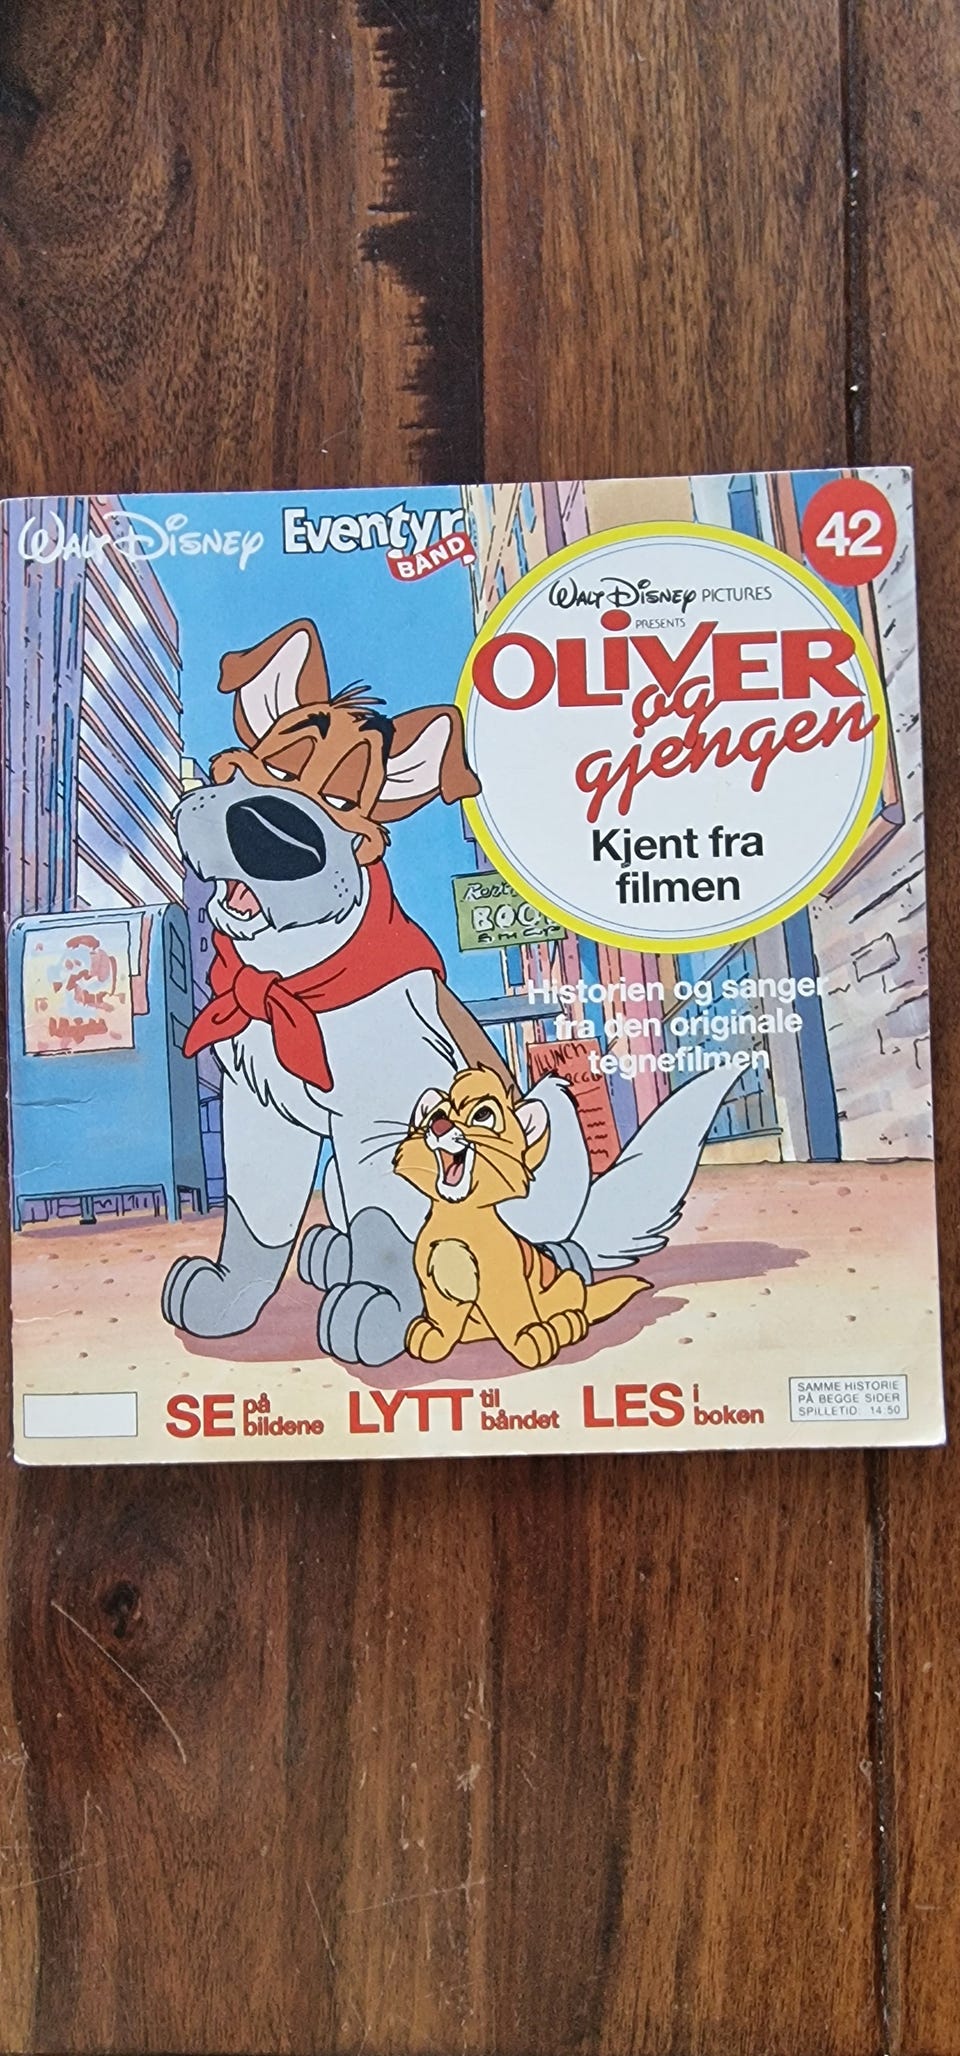 WALT DISNEY Eventyr
BÅND
42
WALT DISNEY PICTURES
PRESENTS
OLiVER
og
gjengen
Kjent fra
filmen
Historien og sanger
fra den originale
tegnefilmen
BOO
LUNCH
SE på bildene LYTT til båndet LES i boken
SAMME HISTORIE
PÅ BEGGE SIDER
SPILLETID: 14:50